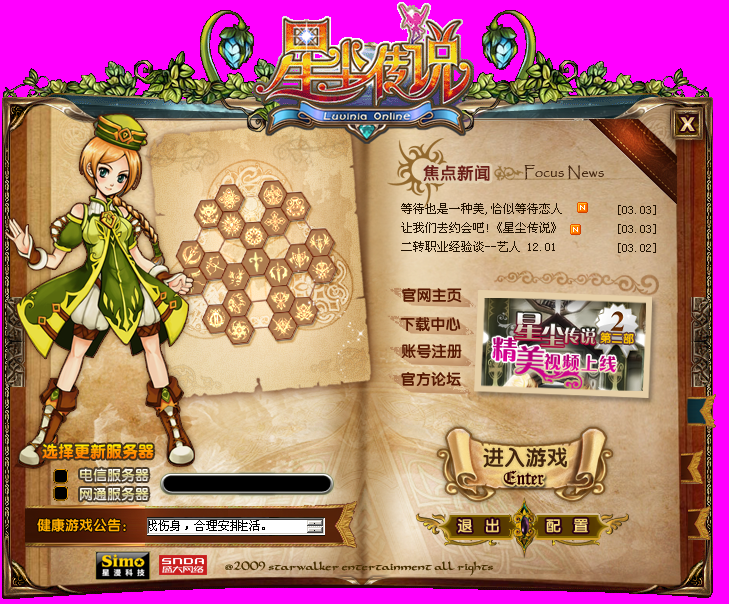 星尘传说
Luvinia Online
X
焦点新闻 Focus News
等待也是一种美,恰似等待恋人 N [03.03]
让我们去约会吧!《星尘传说》 N [03.03]
二转职业经验谈--艺人 12.01 [03.02]
官网主页
下载中心
账号注册
官方论坛
星尘传说 2
第二部
精美视频上线
选择更新服务器
电信服务器
网通服务器
进入游戏
Enter
退出 配置
健康游戏公告:
戏伤身，合理安排生活。
Simo
星漫科技
SNDA
盛大网络
@2009 starwalker entertainment all rights